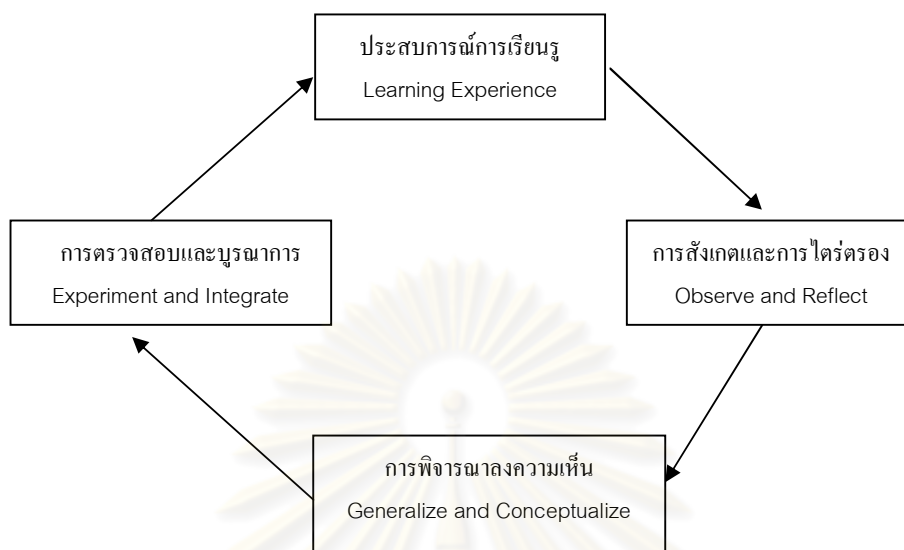 ประสบการณ์การเรียนรู
Learning Experience
การตรวจสอบและบูรณาการ
Experiment and Integrate
การสังเกตและการไตร่ตรอง
Observe and Reflect
การพิจารณาลงความเห็น
Generalize and Conceptualize